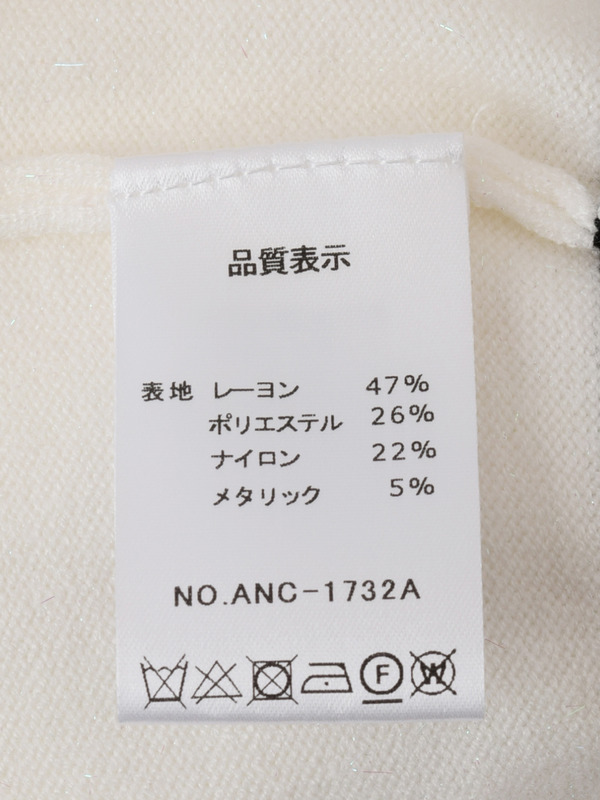 品質表示
表地 レーヨン 47%
ポリエステル 26%
ナイロン 22%
メタリック 5%
NO.ANC-1732A
F W